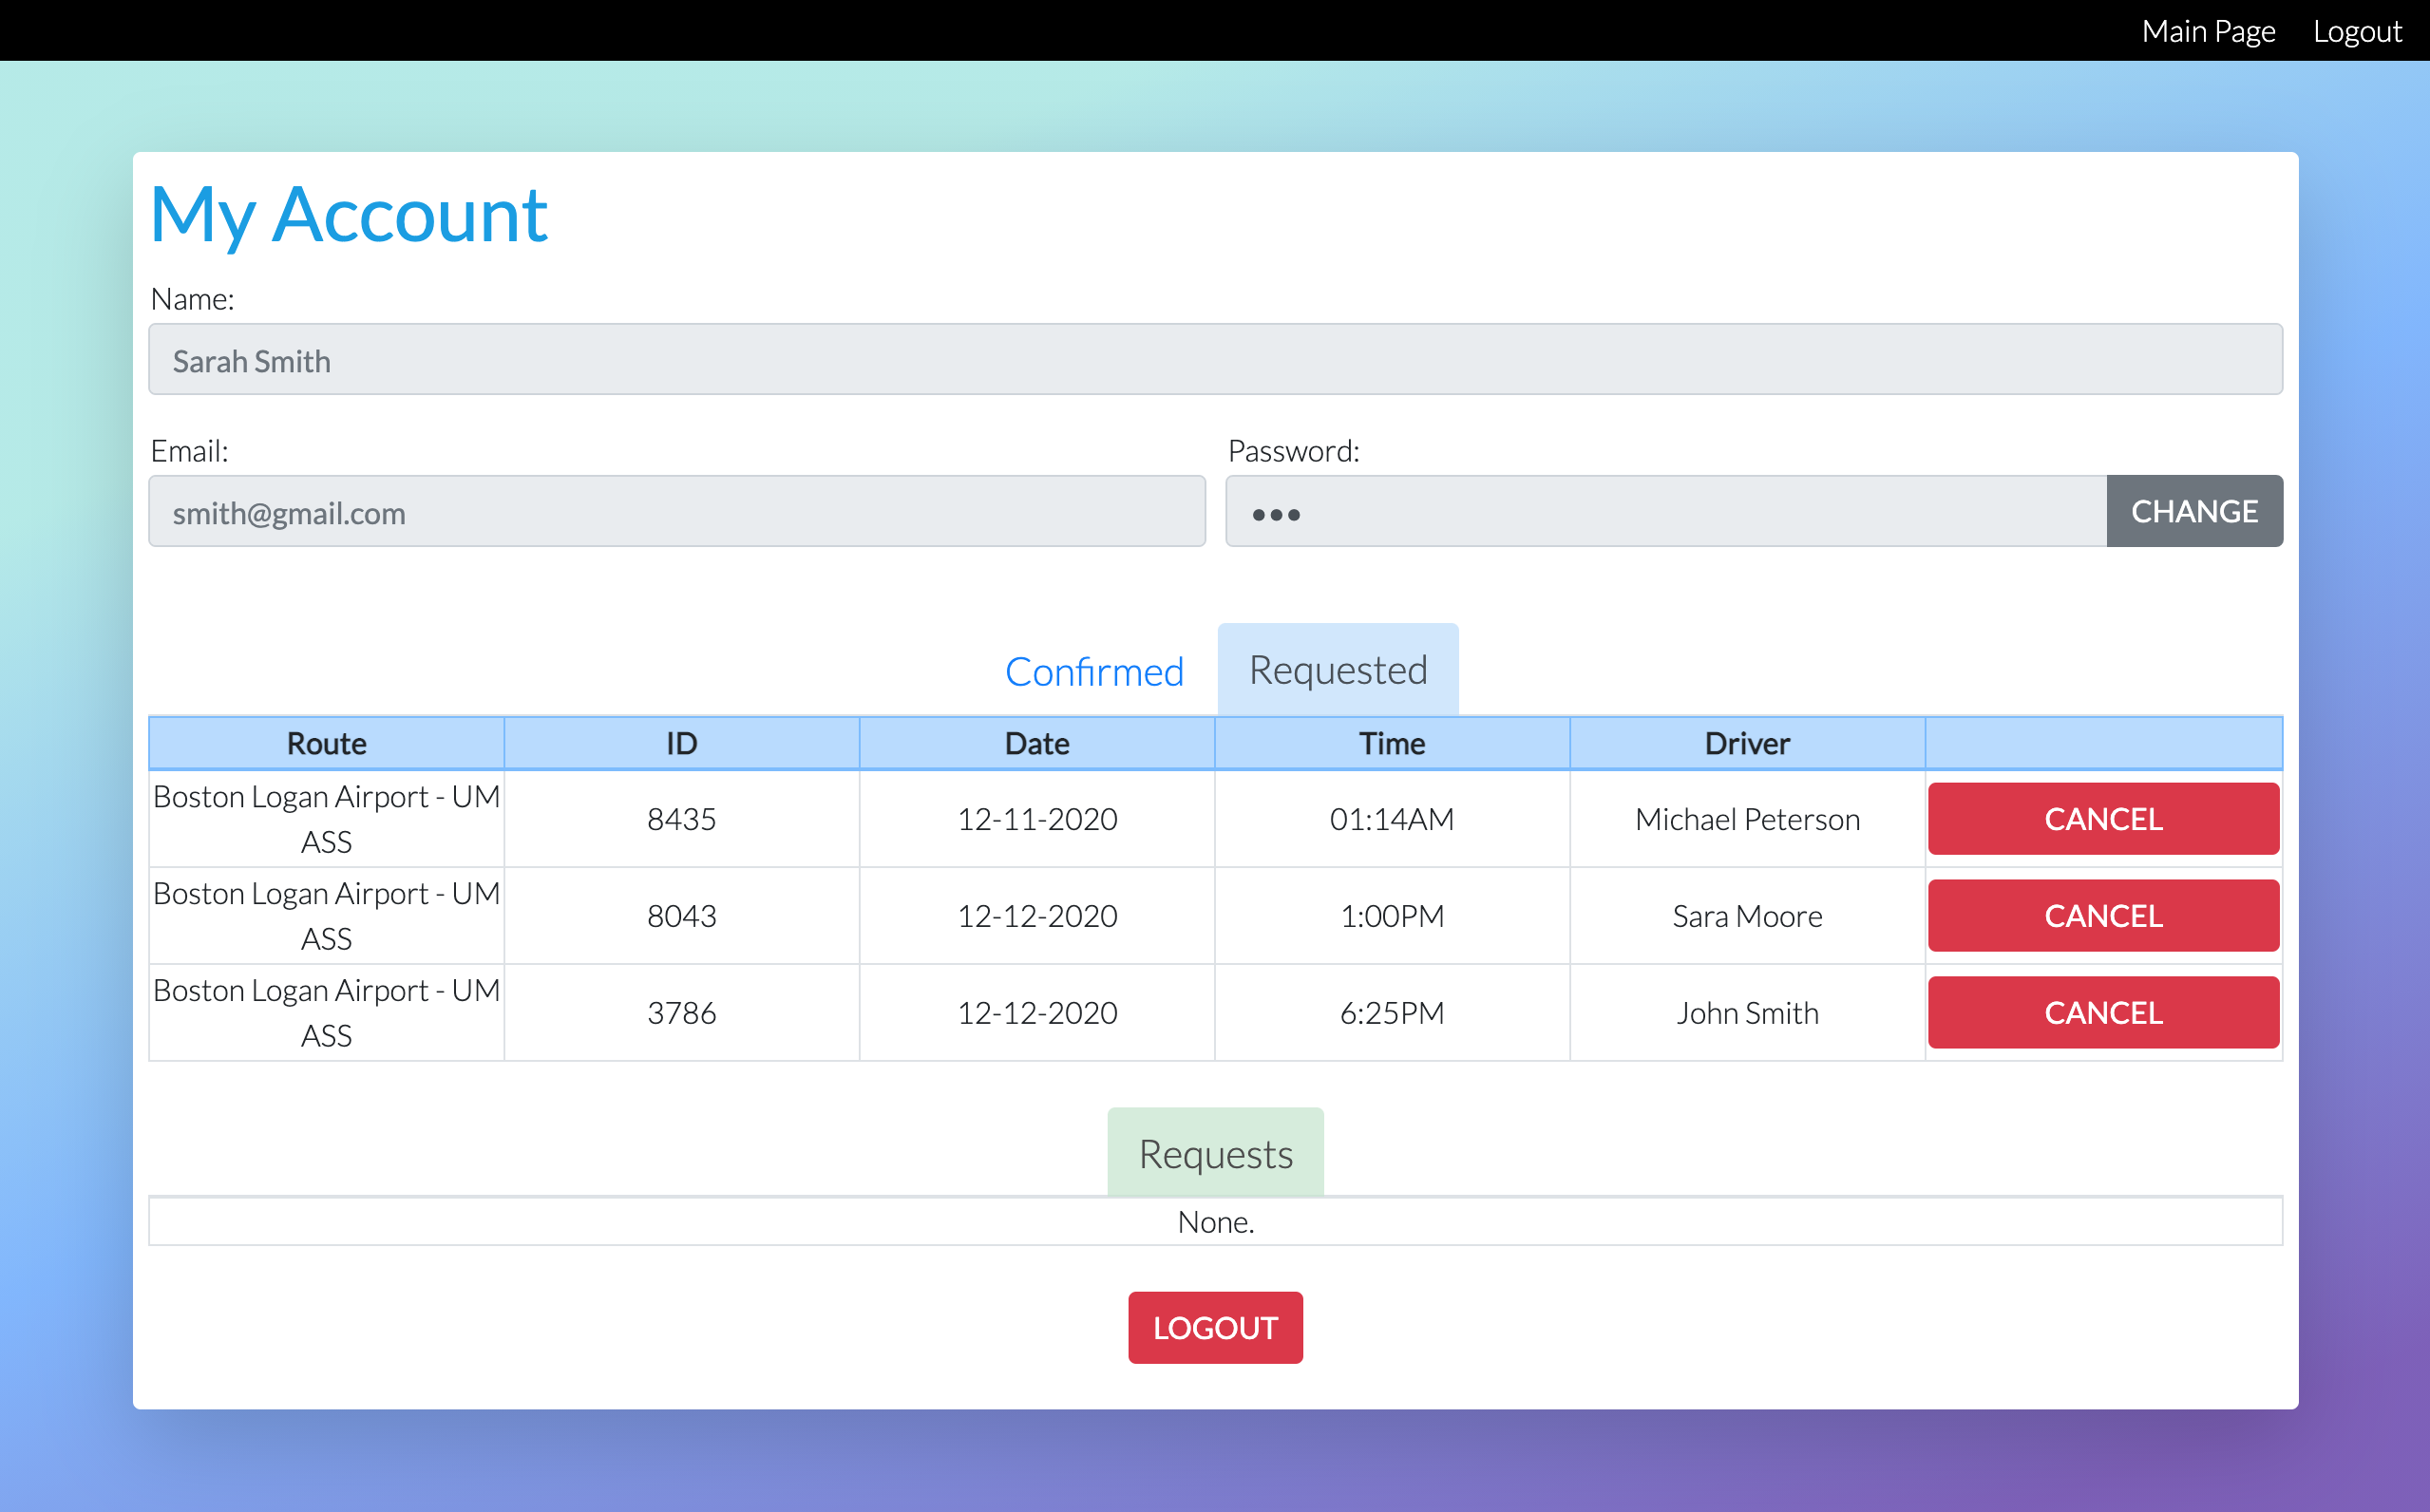 Main Page Logout
My Account
Name:
Sarah Smith
Email: Password:
smith@gmail.com ••• CHANGE
Confirmed Requested
Route ID Date Time Driver
Boston Logan Airport - UM
ASS 8435 12-11-2020 01:14AM Michael Peterson CANCEL
Boston Logan Airport - UM
ASS 8043 12-12-2020 1:00PM Sara Moore CANCEL
Boston Logan Airport - UM
ASS 3786 12-12-2020 6:25PM John Smith CANCEL
Requests
None.
LOGOUT